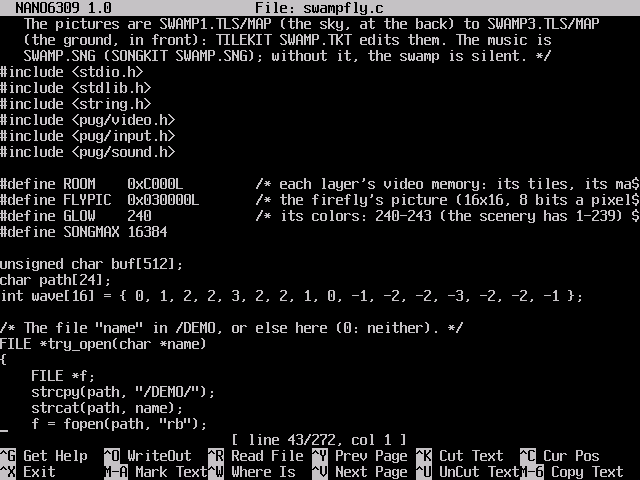 NANO6309 1.0 File: swampfly.c
The pictures are SWAMP1.TLS/MAP (the sky, at the back) to SWAMP3.TLS/MAP
(the ground, in front): TILEKIT SWAMP.TKT edits them. The music is
SWAMP.SNG (SONGKIT SWAMP.SNG); without it, the swamp is silent. */
#include <stdio.h>
#include <stdlib.h>
#include <string.h>
#include <pug/video.h>
#include <pug/input.h>
#include <pug/sound.h>

#define ROOM 0xC000L /* each layer's video memory: its tiles, its ma$
#define FLYPIC 0x030000L /* the firefly's picture (16x16, 8 bits a pixel$
#define GLOW 240 /* its colors: 240-243 (the scenery has 1-239) $
#define SONGMAX 16384

unsigned char buf[512];
char path[24];
int wave[16] = { 0, 1, 2, 2, 3, 2, 2, 1, 0, -1, -2, -2, -3, -2, -2, -1 };

/* The file "name" in /DEMO, or else here (0: neither). */
FILE *try_open(char *name)
{
    FILE *f;
    strcpy(path, "/DEMO/");
    strcat(path, name);
    f = fopen(path, "rb");
[ line 43/272, col 1 ]
^G Get Help ^O WriteOut ^R Read File ^Y Prev Page ^K Cut Text ^C Cur Pos
^X Exit M-A Mark Text ^W Where Is ^V Next Page ^U UnCut Text M-6 Copy Text